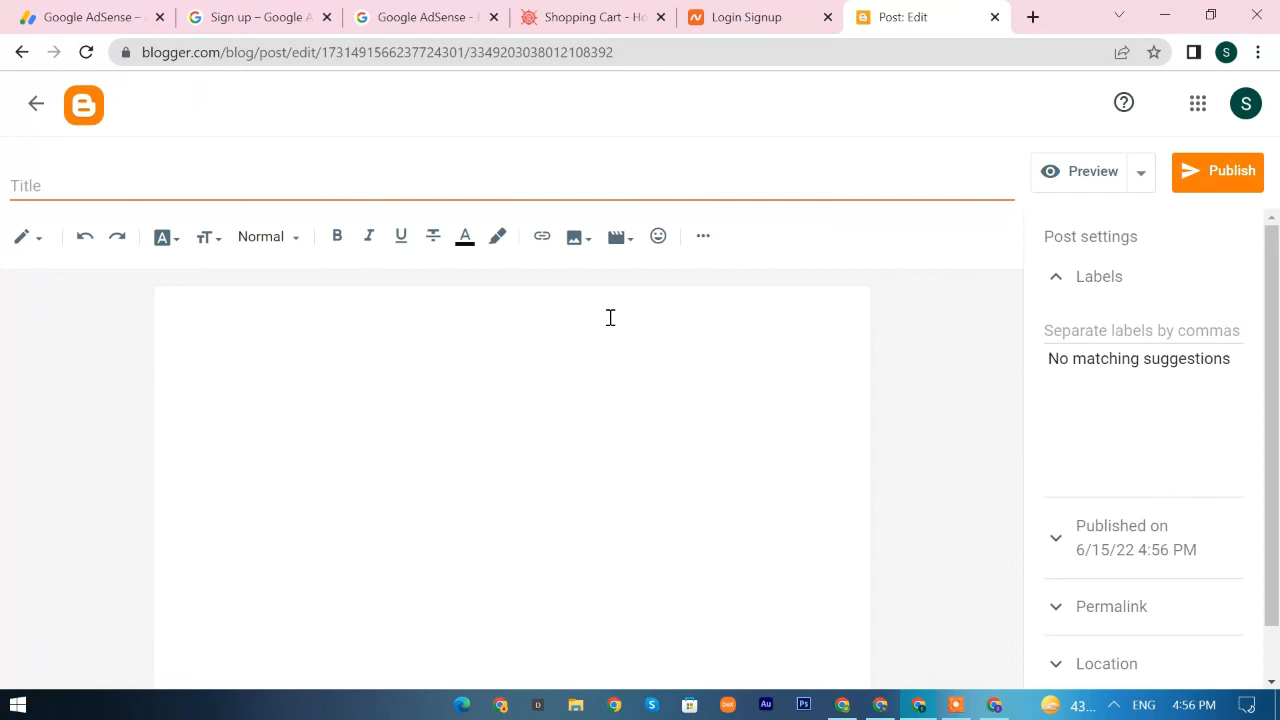 Google AdSense –
Sign up – Google A
Google AdSense - I
Shopping Cart - Ho
Login Signup
Post: Edit
blogger.com/blog/post/edit/1731491566237724301/3349203038012108392
S
S
Title
Preview
Publish
Normal
Post settings
Labels
Separate labels by commas
No matching suggestions
Published on
6/15/22 4:56 PM
Permalink
Location
43...
ENG
4:56 PM